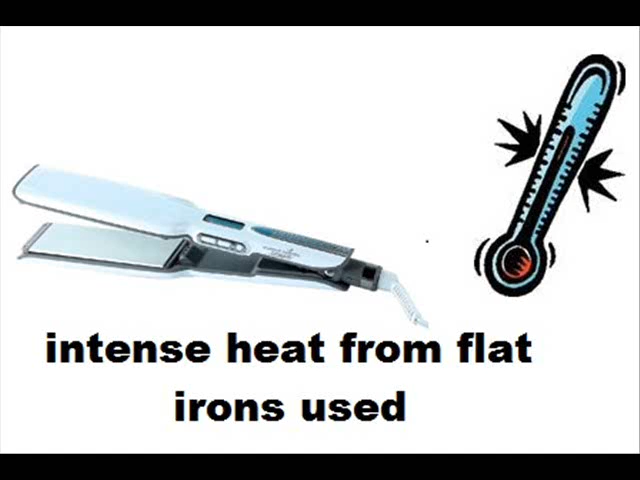 intense heat from flat
irons used